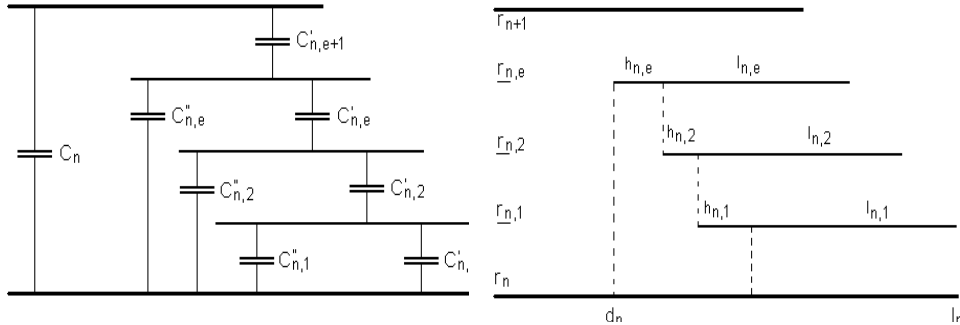 C'n,e+1
C"n,e
C'n,e
Cn
C"n,2
C'n,2
C"n,1
C'n,
rn+1
rn,e
hn,e
ln,e
rn,2
hn,2
ln,2
rn,1
hn,1
ln,1
rn
dn
ln